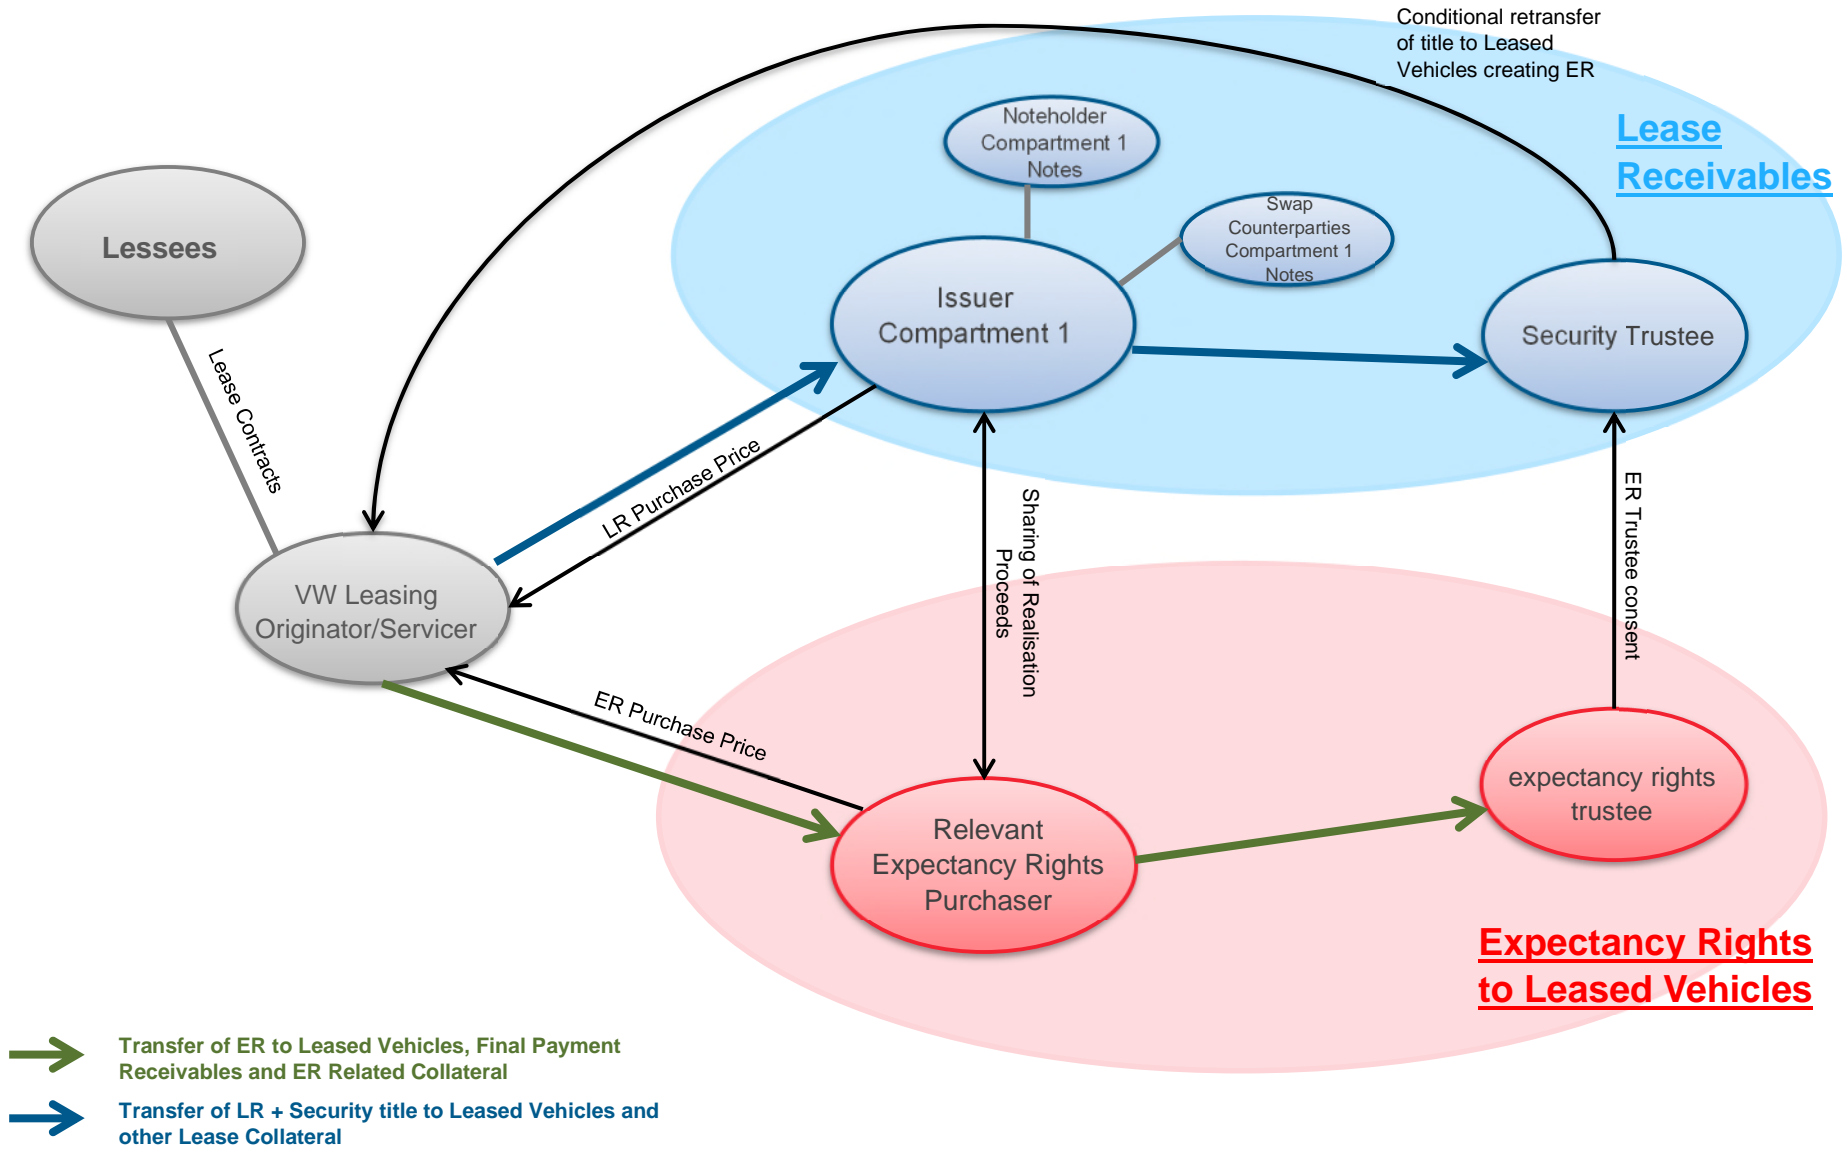 Conditional retransfer
of title to Leased
Vehicles creating ER
Lease
Receivables
Noteholder
Compartment 1
Notes
Swap
Counterparties
Compartment 1
Notes
Lessees
Issuer
Compartment 1
Security Trustee
Lease Contracts
LR Purchase Price
Sharing of Realisation
Proceeds
ER Trustee consent
VW Leasing
Originator/Servicer
ER Purchase Price
Relevant
Expectancy Rights
Purchaser
expectancy rights
trustee
Expectancy Rights
to Leased Vehicles
Transfer of ER to Leased Vehicles, Final Payment
Receivables and ER Related Collateral
Transfer of LR + Security title to Leased Vehicles and
other Lease Collateral